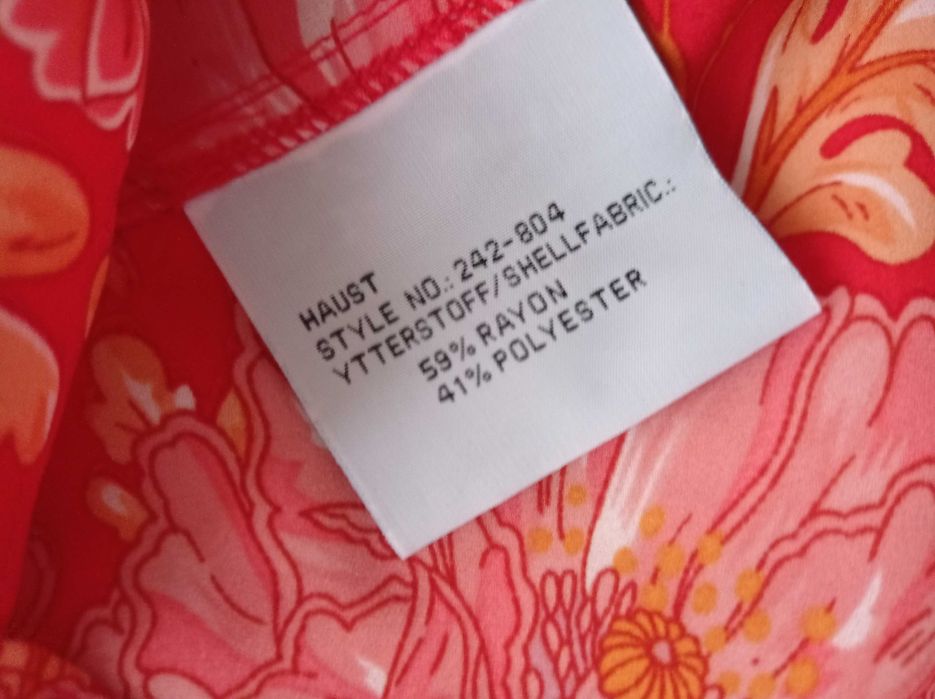 HAUST
STYLE NO.: 242-804
YTTERSTOFF/SHELLFABRIC.:
59% RAYON
41% POLYESTER